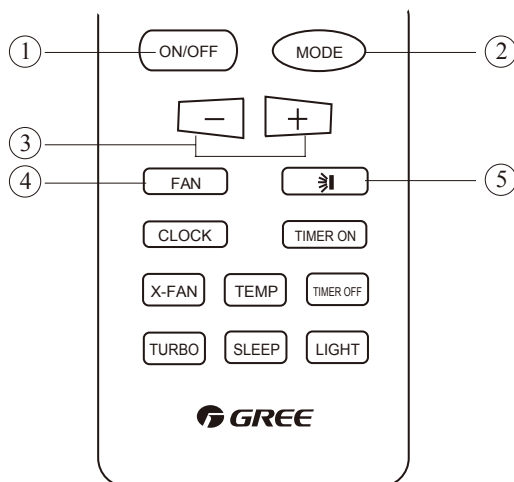 ① ON/OFF MODE ②
− +
③
④ FAN ⑤
CLOCK TIMER ON
X-FAN TEMP TIMER OFF
TURBO SLEEP LIGHT
GREE